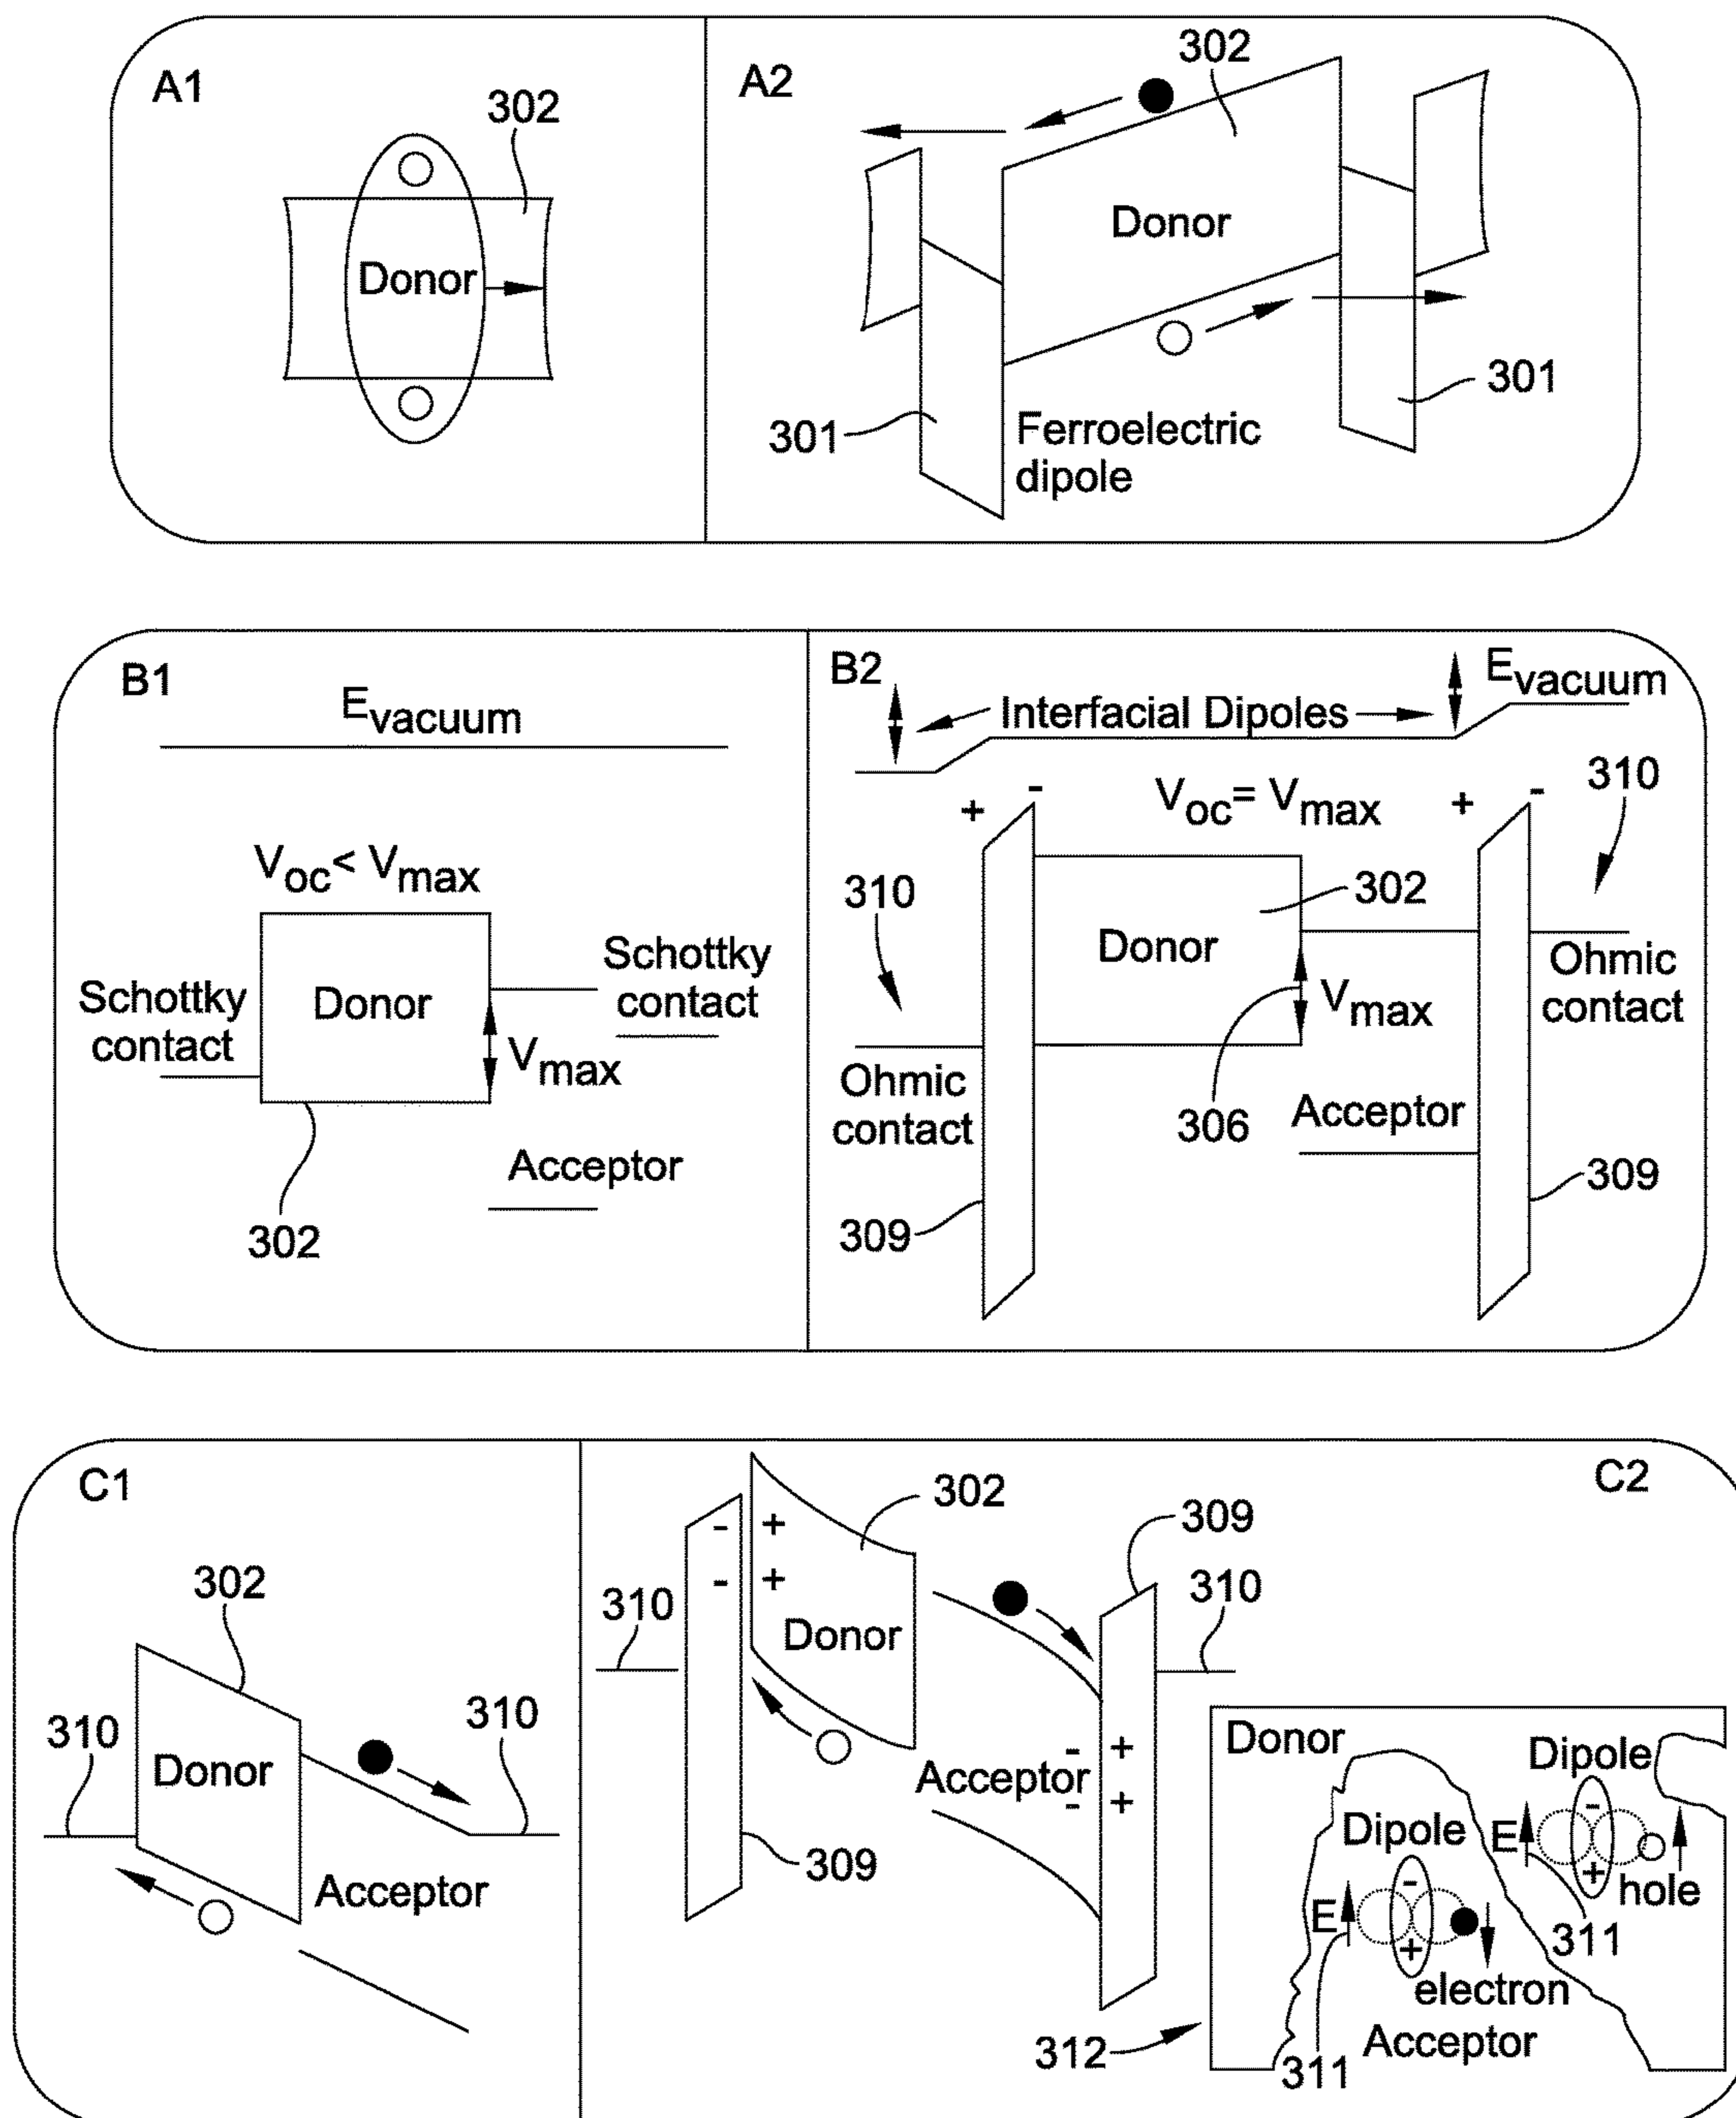 A1
302
Donor
A2
302
Donor
301
Ferroelectric
dipole
301
B1
Evacuum
Voc< Vmax
Schottky
contact
Donor
Schottky
contact
Vmax
Acceptor
302
B2
Interfacial Dipoles
Evacuum
+ -
Voc= Vmax
+ -
310
310
302
Donor
Ohmic
contact
Vmax
Ohmic
contact
306
Acceptor
309
309
C1
302
310
Donor
310
Acceptor
C2
302
309
- +
- +
310
310
Donor
Acceptor
- +
- +
309
312
Donor
Dipole
-
E
+
hole
311
Dipole
-
E
+
electron
311
Acceptor